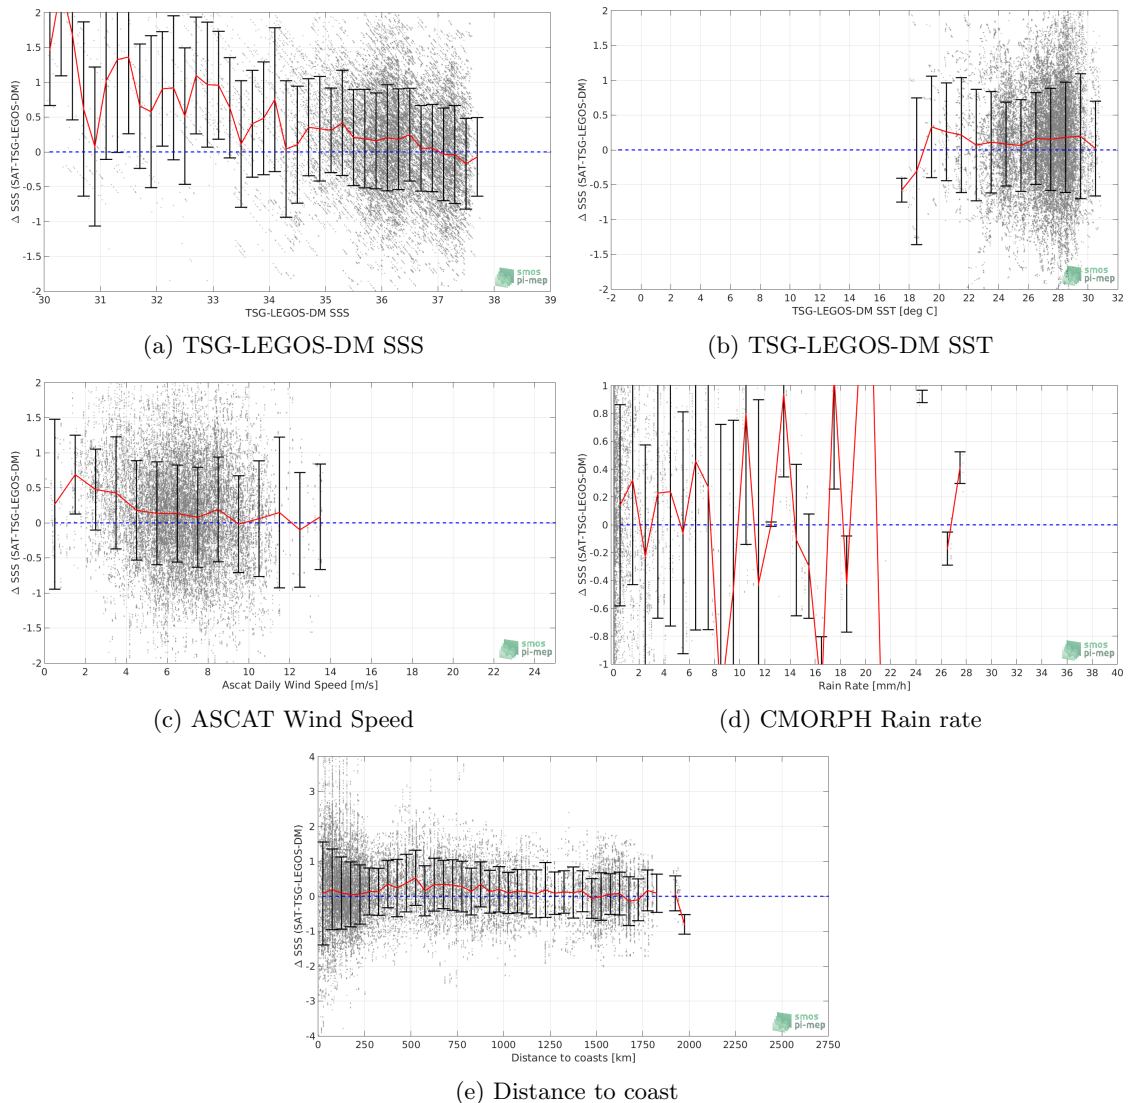 2
1.5
1
0.5
0
-0.5
-1
-1.5
-2
Δ SSS (SAT-TSG-LEGOS-DM)
30 31 32 33 34 35 36 37 38 39
TSG-LEGOS-DM SSS
smos
pi-mep
(a) TSG-LEGOS-DM SSS
2
1.5
1
0.5
0
-0.5
-1
-1.5
-2
Δ SSS (SAT-TSG-LEGOS-DM)
-2 0 2 4 6 8 10 12 14 16 18 20 22 24 26 28 30 32
TSG-LEGOS-DM SST [deg C]
smos
pi-mep
(b) TSG-LEGOS-DM SST
2
1.5
1
0.5
0
-0.5
-1
-1.5
-2
Δ SSS (SAT-TSG-LEGOS-DM)
0 2 4 6 8 10 12 14 16 18 20 22 24
Ascat Daily Wind Speed [m/s]
smos
pi-mep
(c) ASCAT Wind Speed
1
0.8
0.6
0.4
0.2
0
-0.2
-0.4
-0.6
-0.8
-1
Δ SSS (SAT-TSG-LEGOS-DM)
0 2 4 6 8 10 12 14 16 18 20 22 24 26 28 30 32 34 36 38 40
Rain Rate [mm/h]
smos
pi-mep
(d) CMORPH Rain rate
4
3
2
1
0
-1
-2
-3
-4
Δ SSS (SAT-TSG-LEGOS-DM)
0 250 500 750 1000 1250 1500 1750 2000 2250 2500 2750
Distance to coasts [km]
smos
pi-mep
(e) Distance to coast